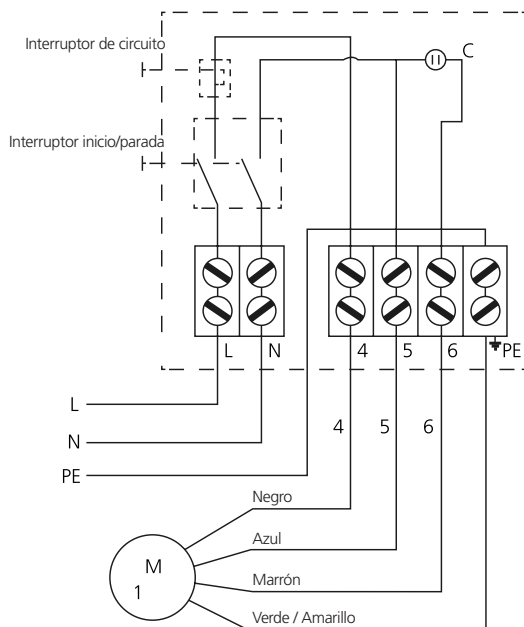 Interruptor de circuito
C
Interruptor inicio/parada
L N 4 5 6 PE
L
4 5 6
N
PE
Negro
Azul
M
1
Marrón
Verde / Amarillo